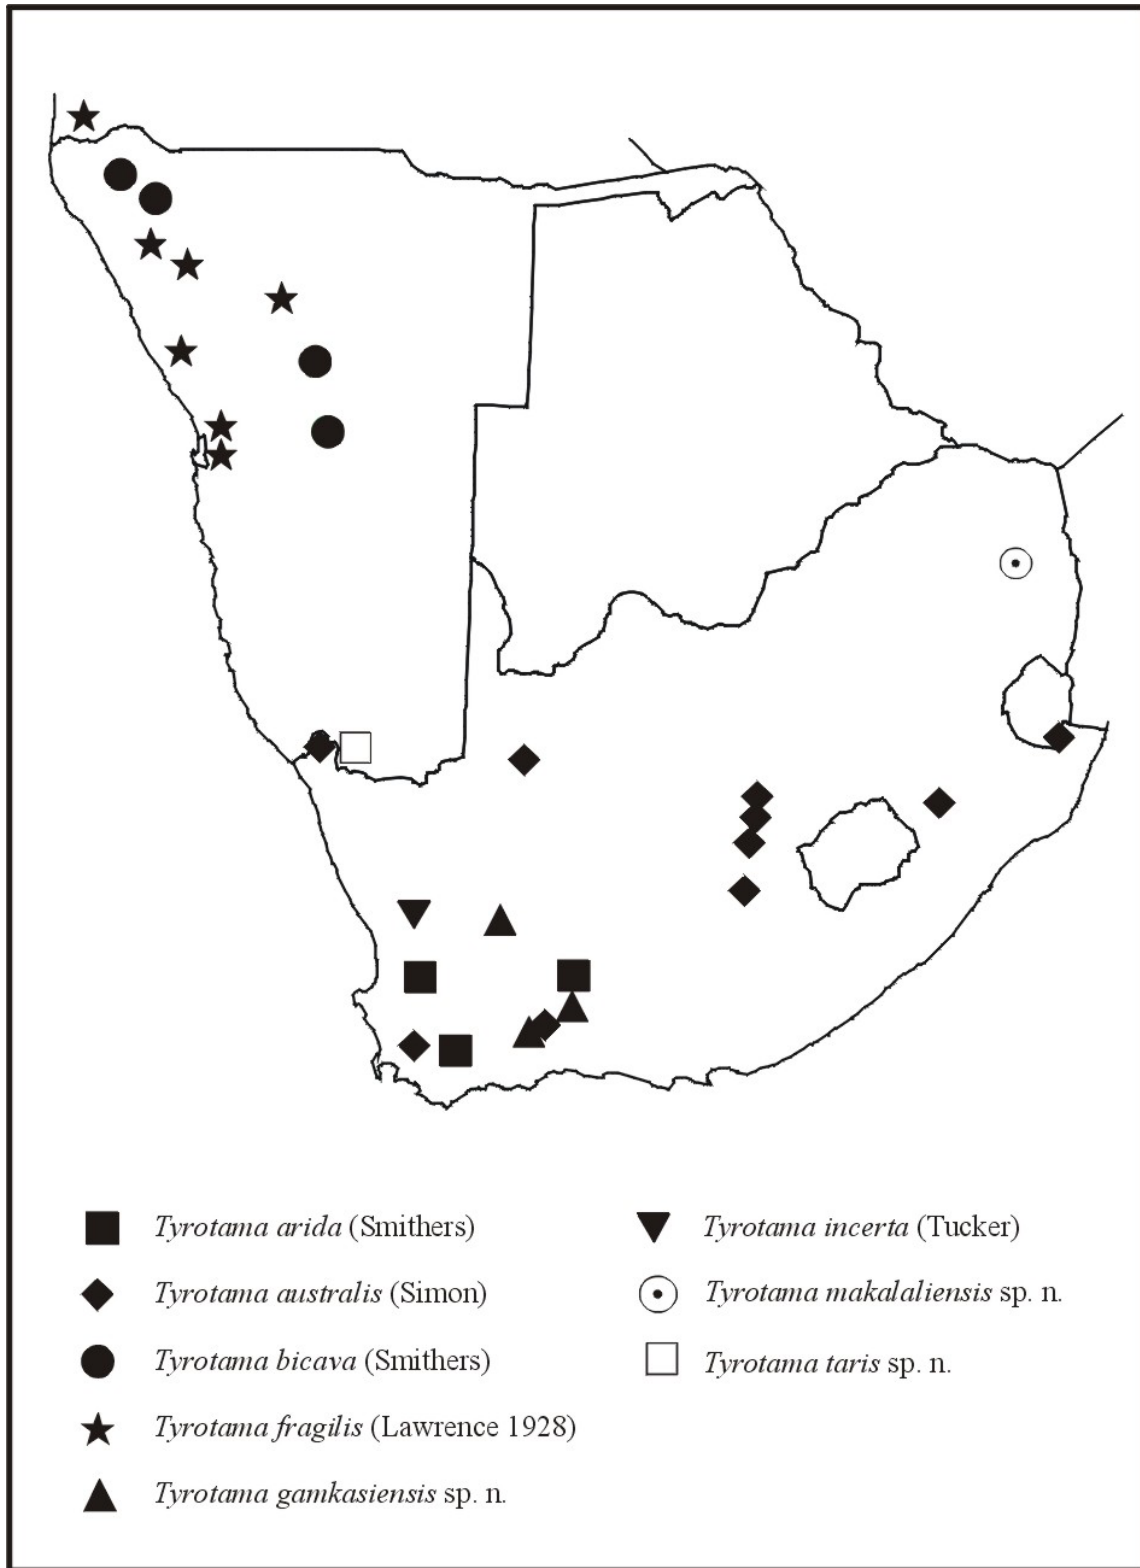 Tyrotama arida (Smithers)
Tyrotama australis (Simon)
Tyrotama bicava (Smithers)
Tyrotama fragilis (Lawrence 1928)
Tyrotama gamkasiensis sp. n.
Tyrotama incerta (Tucker)
Tyrotama makalaliensis sp. n.
Tyrotama taris sp. n.